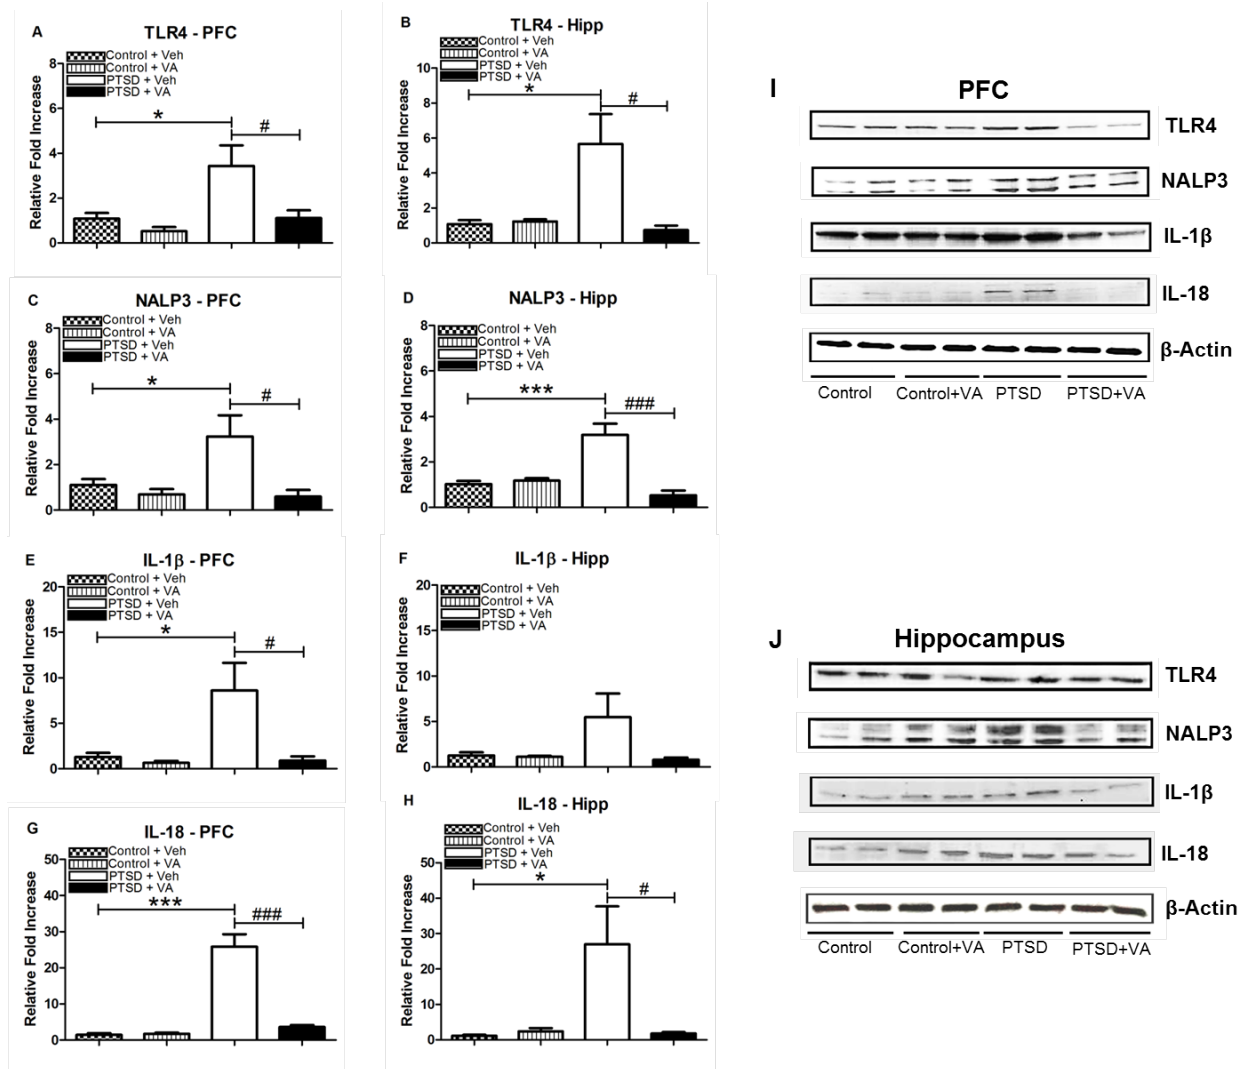 A
TLR4 - PFC
Control + Veh
Control + VA
PTSD + Veh
PTSD + VA
Relative Fold Increase
8
6
4
2
0
*
#
B
TLR4 - Hipp
Control + Veh
Control + VA
PTSD + Veh
PTSD + VA
Relative Fold Increase
10
8
6
4
2
0
*
#
C
NALP3 - PFC
Control + Veh
Control + VA
PTSD + Veh
PTSD + VA
Relative Fold Increase
8
6
4
2
0
*
#
D
NALP3 - Hipp
Control + Veh
Control + VA
PTSD + Veh
PTSD + VA
Relative Fold Increase
8
6
4
2
0
***
###
E
IL-1β - PFC
Control + Veh
Control + VA
PTSD + Veh
PTSD + VA
Relative Fold Increase
20
15
10
5
0
*
#
F
IL-1β - Hipp
Control + Veh
Control + VA
PTSD + Veh
PTSD + VA
Relative Fold Increase
20
15
10
5
0
G
IL-18 - PFC
Control + Veh
Control + VA
PTSD + Veh
PTSD + VA
Relative Fold Increase
50
40
30
20
10
0
***
###
H
IL-18 - Hipp
Control + Veh
Control + VA
PTSD + Veh
PTSD + VA
Relative Fold Increase
50
40
30
20
10
0
*
#
I
PFC
TLR4
NALP3
IL-1β
IL-18
β-Actin
Control Control+VA PTSD PTSD+VA
J
Hippocampus
TLR4
NALP3
IL-1β
IL-18
β-Actin
Control Control+VA PTSD PTSD+VA